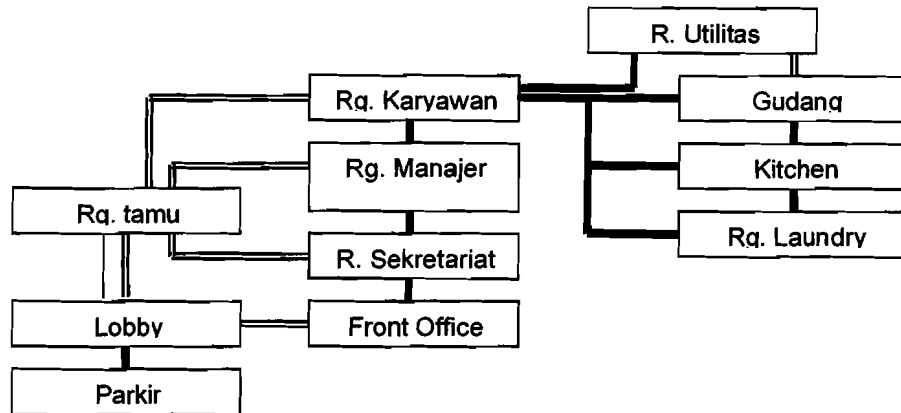 R. Utilitas
Rg. Karyawan
Gudang
Rg. Manajer
Kitchen
Rg. tamu
Rg. Laundry
R. Sekretariat
Lobby
Front Office
Parkir